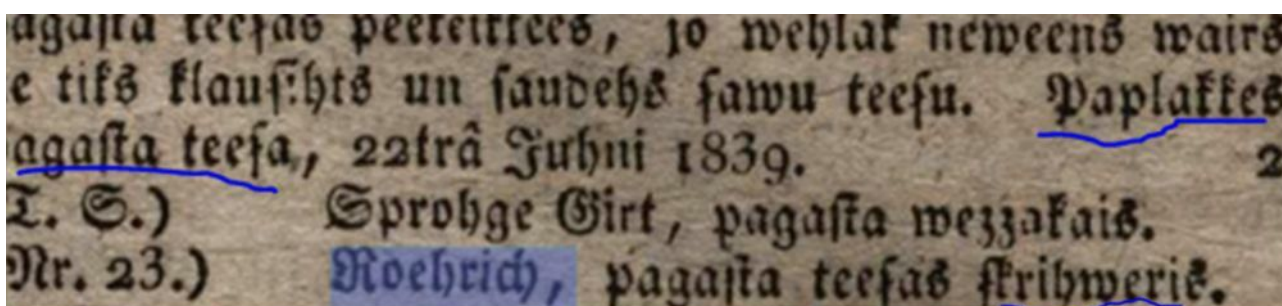 agasta teesas peeteiktees, jo wehlak neweens wairs
e tiks klausihts un saudehs sawu teesu. Paplakkes
agasta teesa, 22trâ Juhni 1839. 2
T. S.) Sprohge Girt, pagasta wezzakais.
Nr. 23.) Roehrich, pagasta teesas skrihweris.